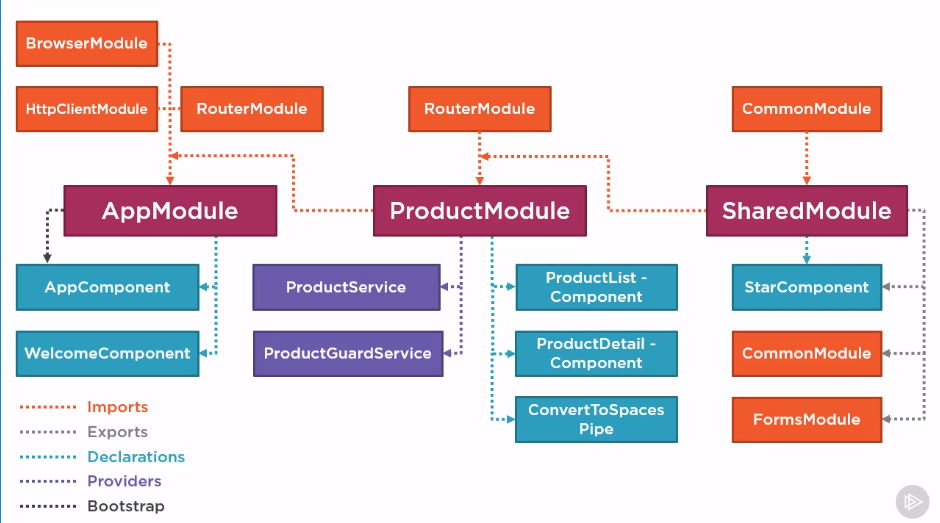 BrowserModule
HttpClientModule
RouterModule
RouterModule
CommonModule
AppModule
ProductModule
SharedModule
AppComponent
ProductService
ProductList -
Component
StarComponent
WelcomeComponent
ProductGuardService
ProductDetail -
Component
CommonModule
ConvertToSpaces
Pipe
FormsModule
Imports
Exports
Declarations
Providers
Bootstrap